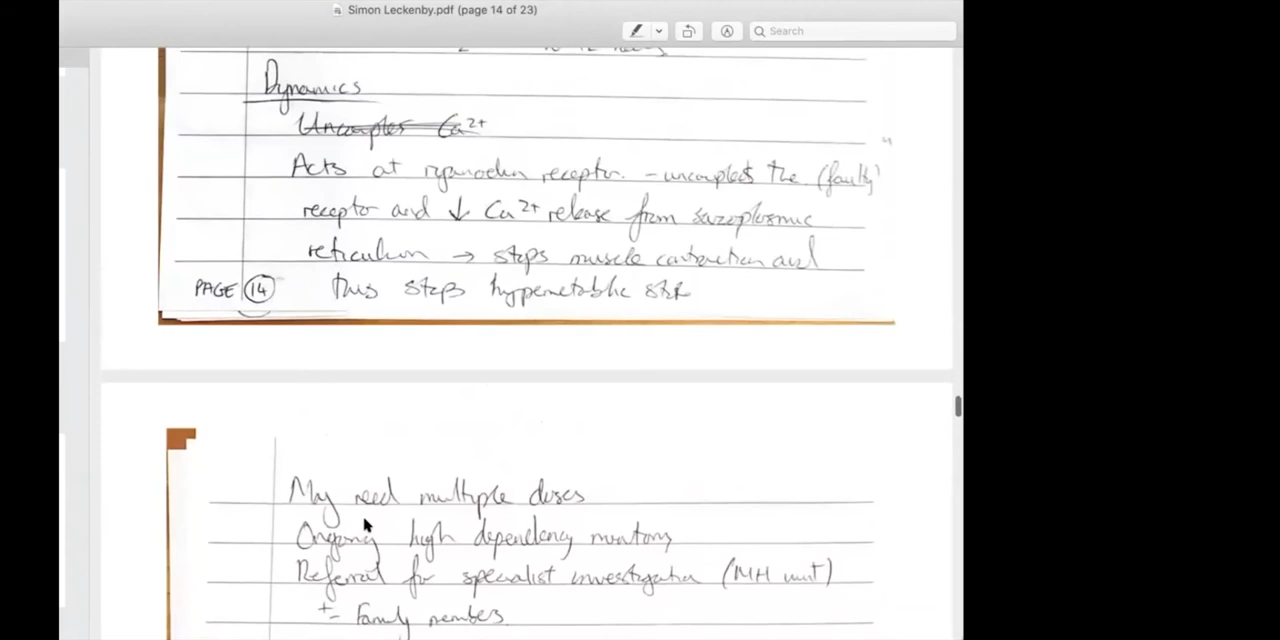 Simon Leckenby.pdf (page 14 of 23)
Search
Dynamics
Uncouples Ca²⁺
Acts at ryanodin receptor. - uncouples the (faulty)
receptor and ↓ Ca²⁺ release from sarcoplasmic
reticulum → stops muscle contraction and
PAGE 14 thus stops hypermetablic state
May need multiple doses
Ongoing high dependency monitoring
Referral for specialist investigation (MH unit)
+- Family members